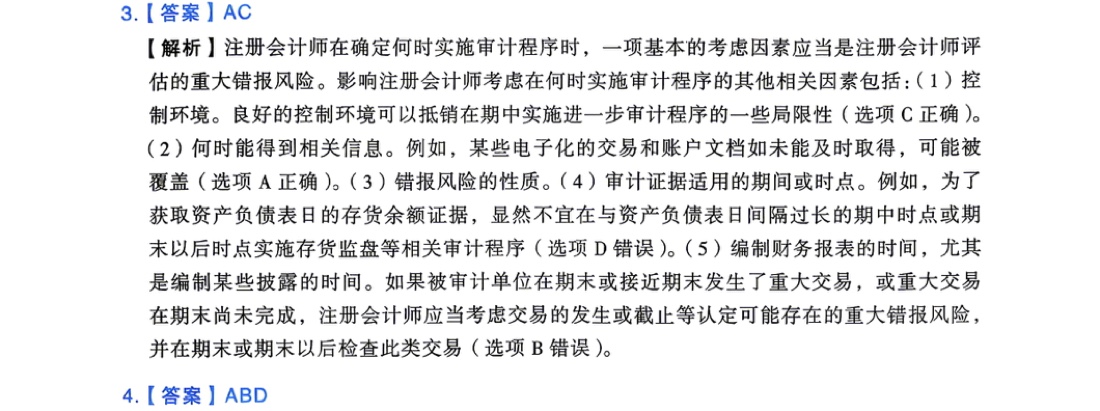 3.【答案】AC
【解析】注册会计师在确定何时实施审计程序时，一项基本的考虑因素应当是注册会计师评
估的重大错报风险。影响注册会计师考虑在何时实施审计程序的其他相关因素包括：（1）控
制环境。良好的控制环境可以抵销在期中实施进一步审计程序的一些局限性（选项 C 正确）。
（2）何时能得到相关信息。例如，某些电子化的交易和账户文档如未能及时取得，可能被
覆盖（选项 A 正确）。（3）错报风险的性质。（4）审计证据适用的期间或时点。例如，为了
获取资产负债表日的存货余额证据，显然不宜在与资产负债表日间隔过长的期中时点或期
末以后时点实施存货监盘等相关审计程序（选项 D 错误）。（5）编制财务报表的时间，尤其
是编制某些披露的时间。如果被审计单位在期末或接近期末发生了重大交易，或重大交易
在期末尚未完成，注册会计师应当考虑交易的发生或截止等认定可能存在的重大错报风险，
并在期末或期末以后检查此类交易（选项 B 错误）。
4.【答案】ABD